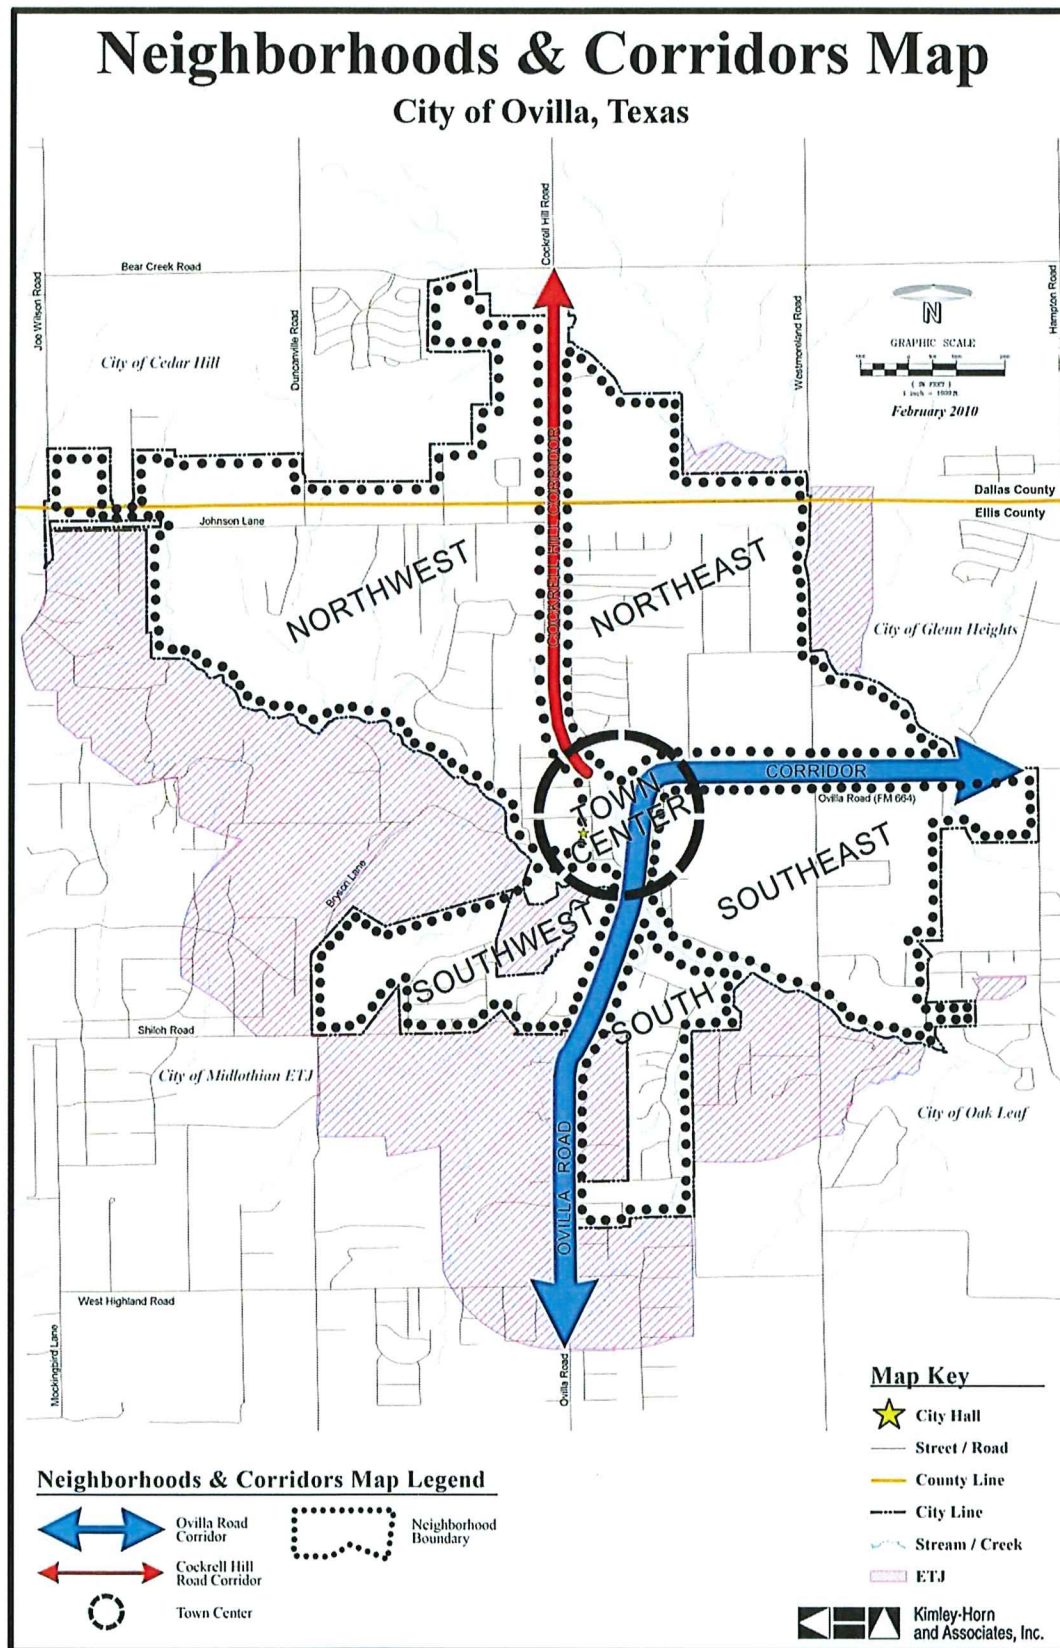 Neighborhoods & Corridors Map
City of Ovilla, Texas
Cockrell Hill Road
Bear Creek Road
Joe Wilson Road
Duncanville Road
Westmoreland Road
Hampton Road
N
GRAPHIC SCALE
( IN FEET )
February 2010
City of Cedar Hill
Dallas County
Ellis County
Johnson Lane
COCKRELL HILL CORRIDOR
NORTHWEST
NORTHEAST
City of Glenn Heights
TOWN
CENTER
CORRIDOR
Ovilla Road (FM 664)
SOUTHEAST
Bryson Lane
SOUTHWEST
SOUTH
Shiloh Road
City of Midlothian ETJ
City of Oak Leaf
OVILLA ROAD
West Highland Road
Mockingbird Lane
Ovilla Road
Map Key
City Hall
Street / Road
County Line
City Line
Stream / Creek
ETJ
Neighborhoods & Corridors Map Legend
Ovilla Road
Corridor
Neighborhood
Boundary
Cockrell Hill
Road Corridor
Town Center
Kimley-Horn
and Associates, Inc.